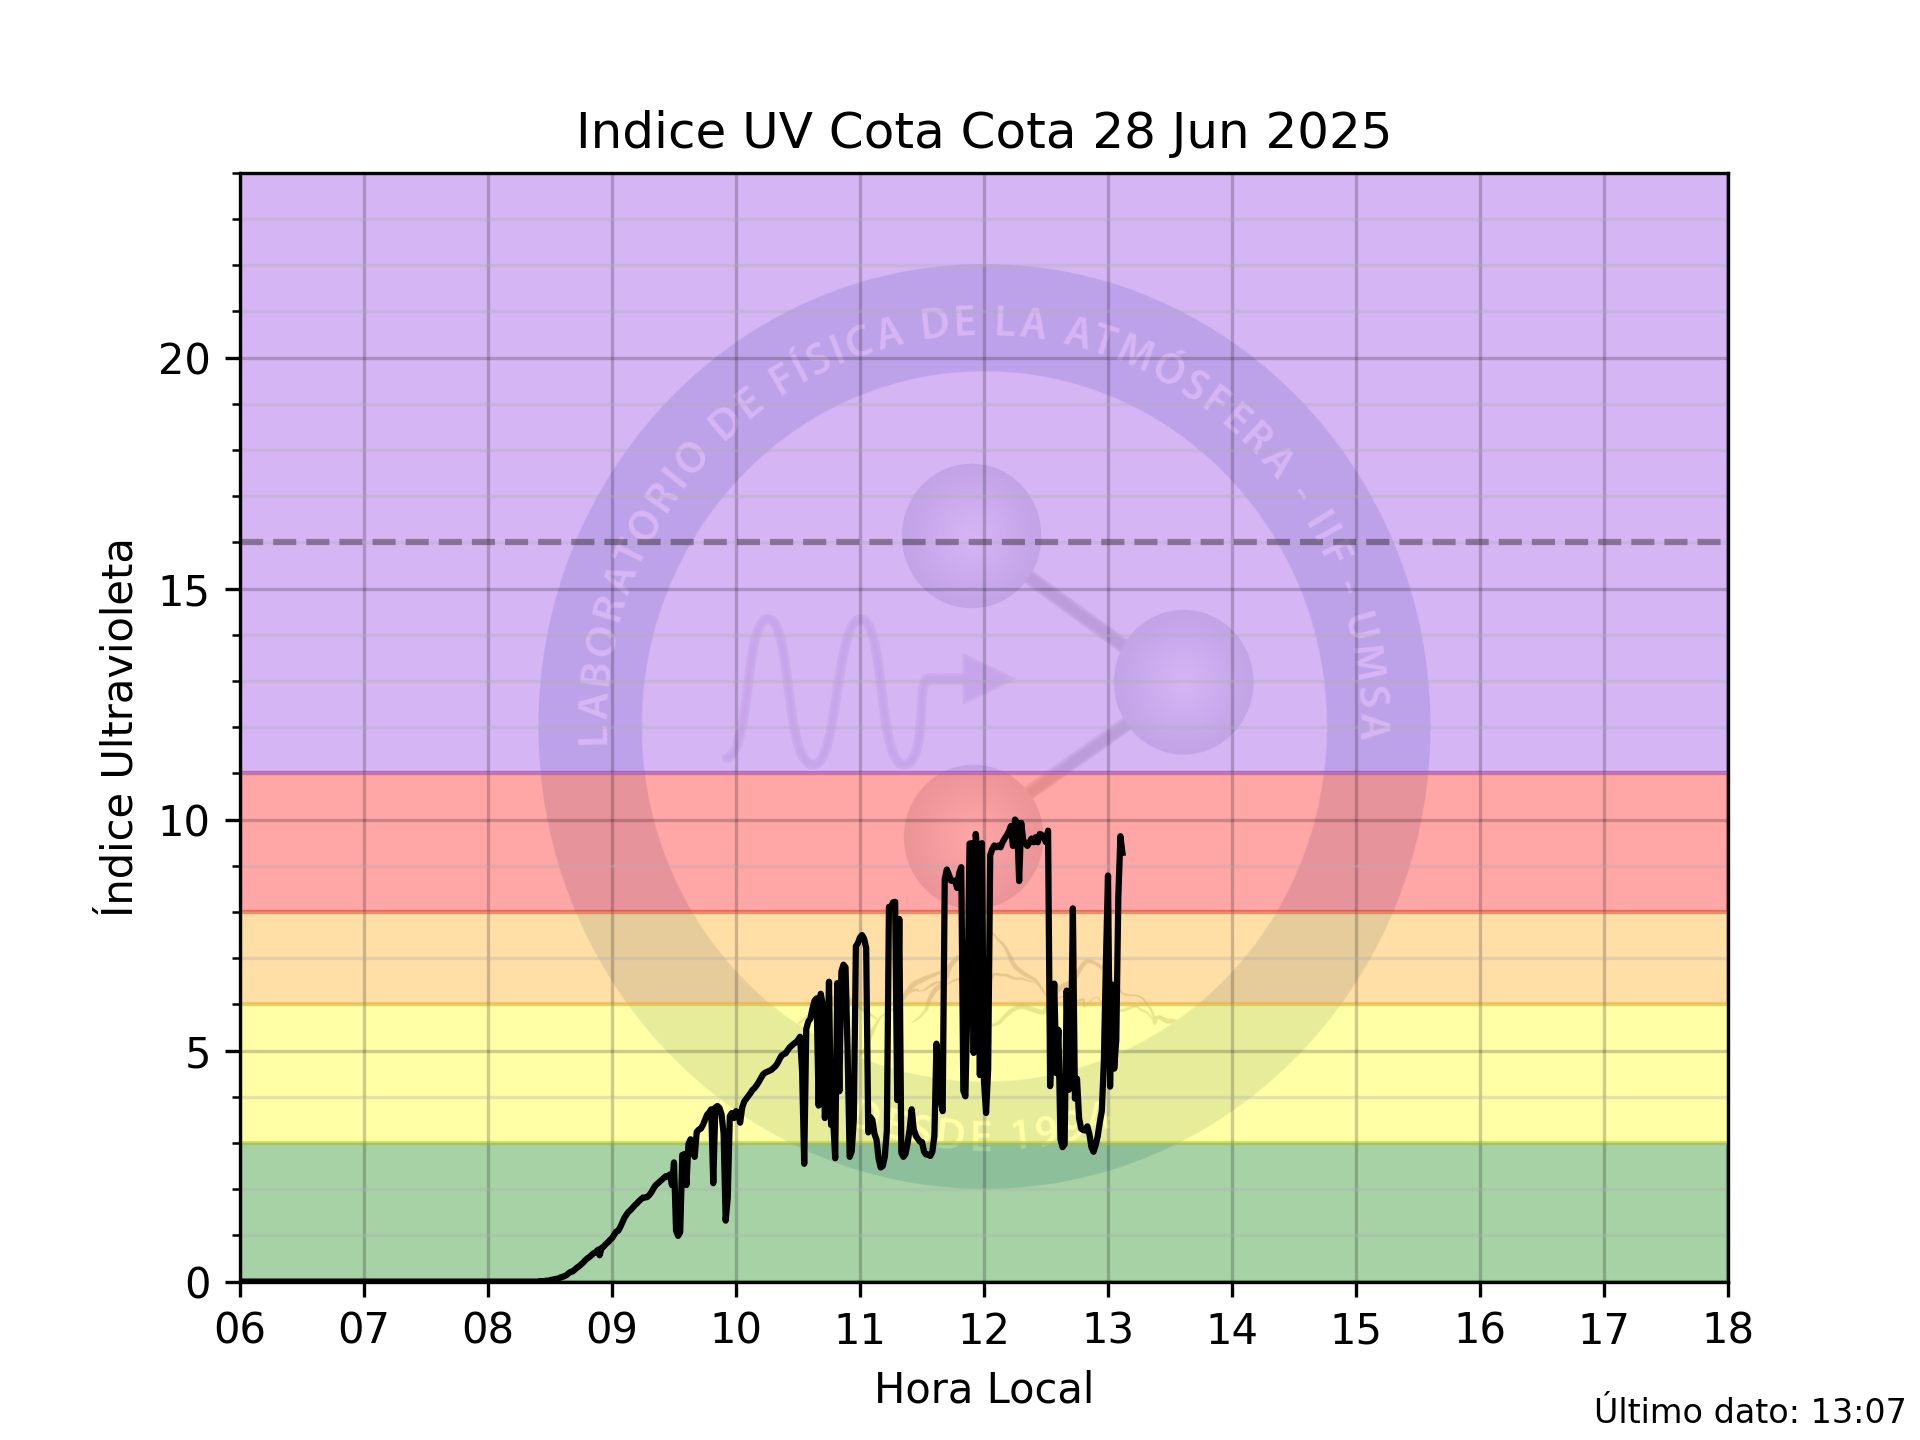 Indice UV Cota Cota 28 Jun 2025
LABORATORIO DE FÍSICA DE LA ATMÓSFERA - IIF - UMSA
20
15
10
5
0
Índice Ultravioleta
06 07 08 09 10 11 12 13 14 15 16 17 18
Hora Local
Último dato: 13:07